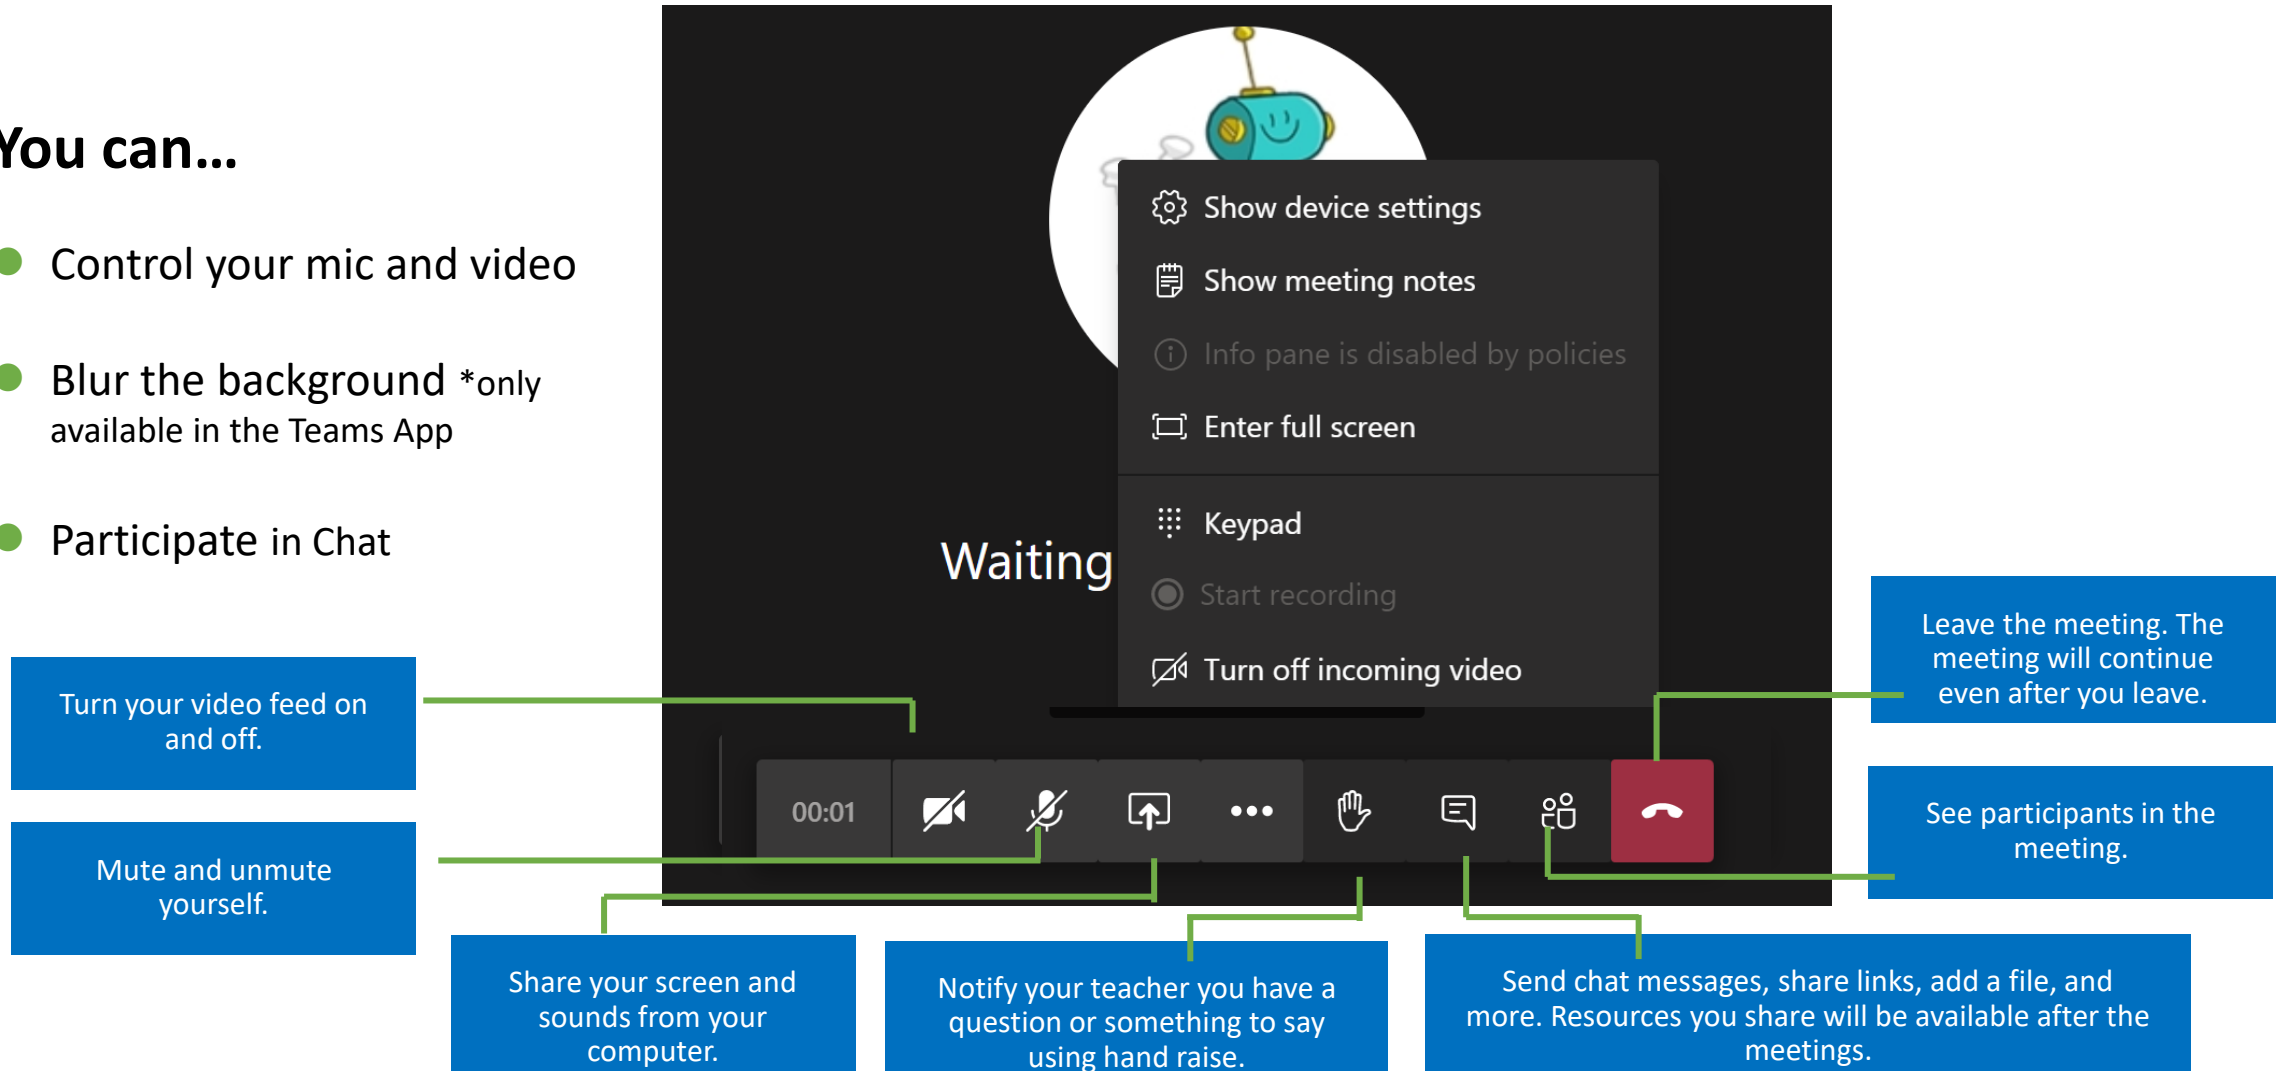 You can...
Control your mic and video
Blur the background *only
available in the Teams App
Participate in Chat
Show device settings
Show meeting notes
Info pane is disabled by policies
Enter full screen
Keypad
Start recording
Turn off incoming video
Waiting
00:01
Turn your video feed on
and off.
Mute and unmute
yourself.
Share your screen and
sounds from your
computer.
Notify your teacher you have a
question or something to say
using hand raise.
Send chat messages, share links, add a file, and
more. Resources you share will be available after the
meetings.
Leave the meeting. The
meeting will continue
even after you leave.
See participants in the
meeting.